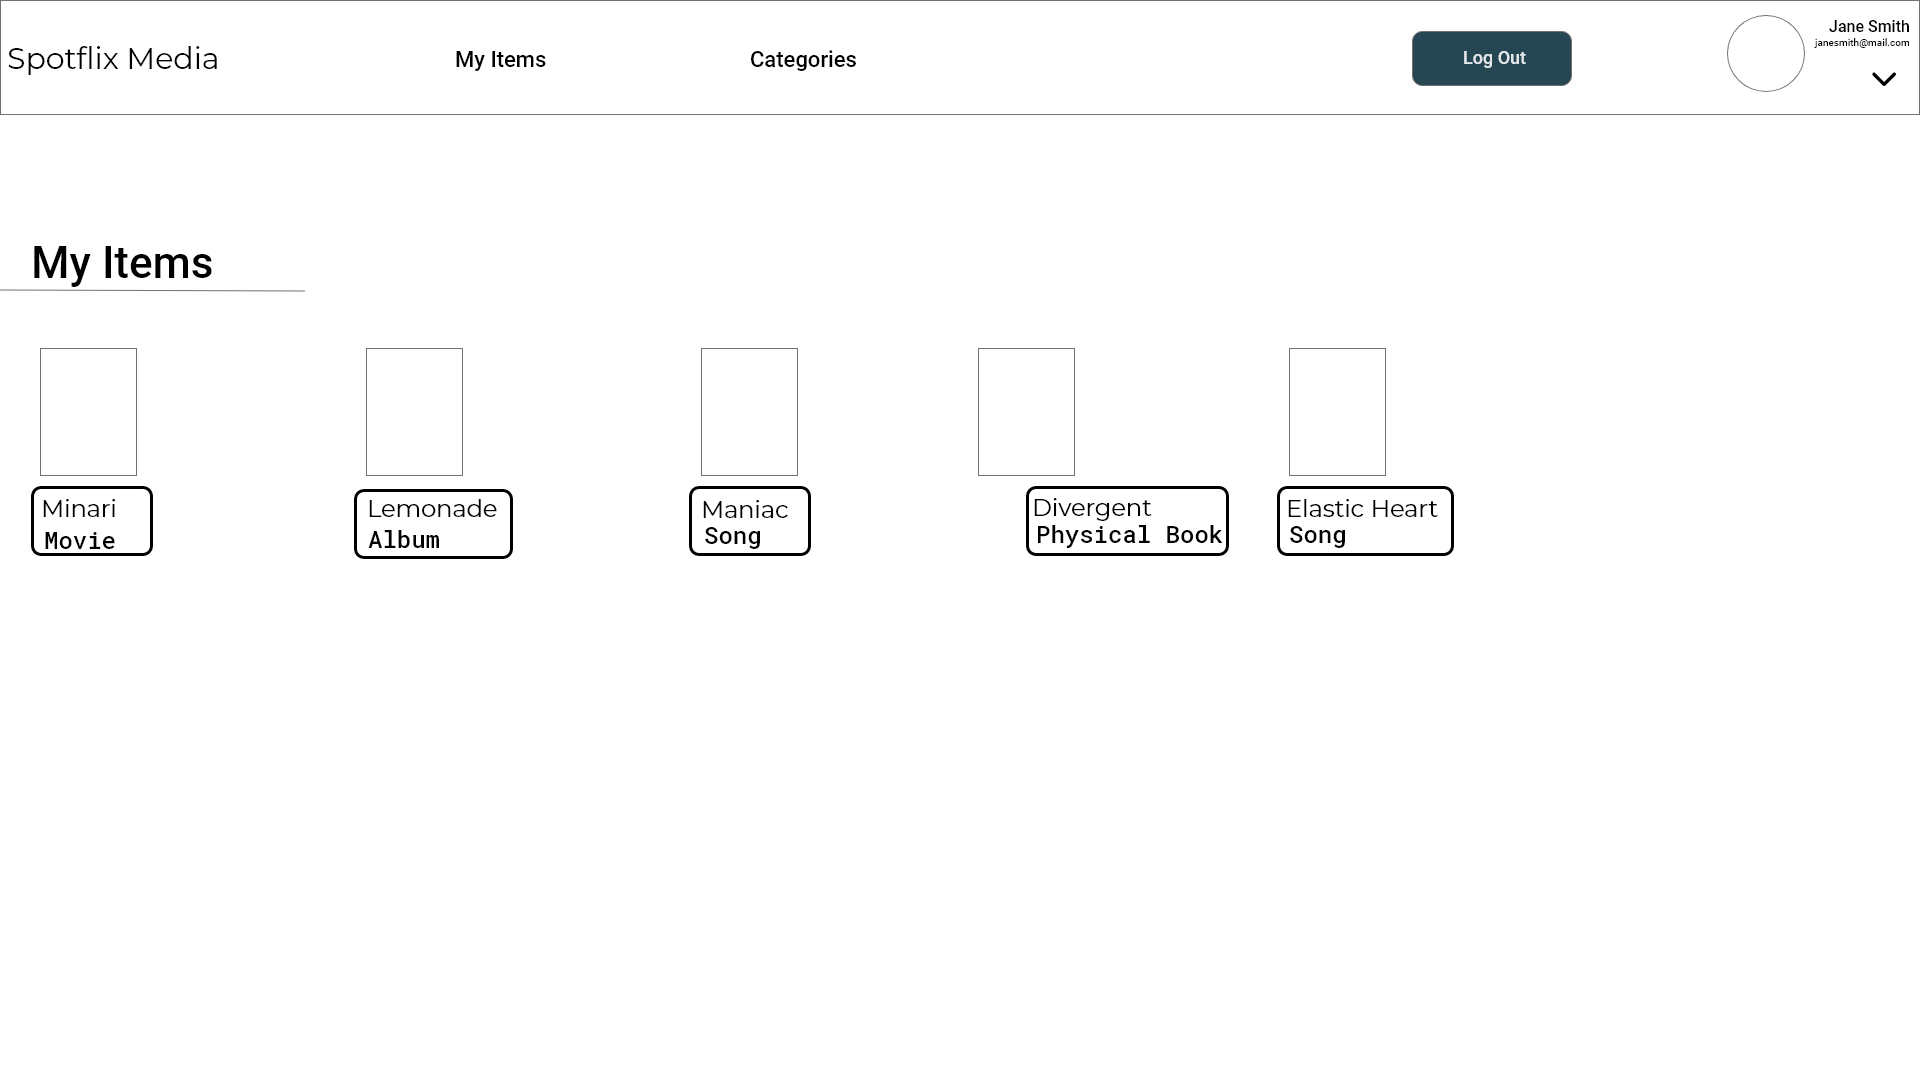 Spotflix Media
My Items
Categories
Log Out
Jane Smith
janesmith@mail.com
My Items
Minari
Movie
Lemonade
Album
Maniac
Song
Divergent
Physical Book
Elastic Heart
Song